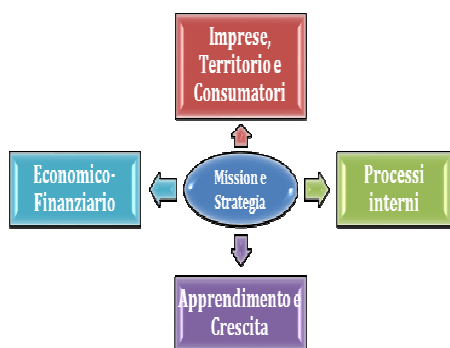 Imprese,
Territorio e
Consumatori
Economico-
Finanziario
Mission e
Strategia
Processi
interni
Apprendimento e
Crescita